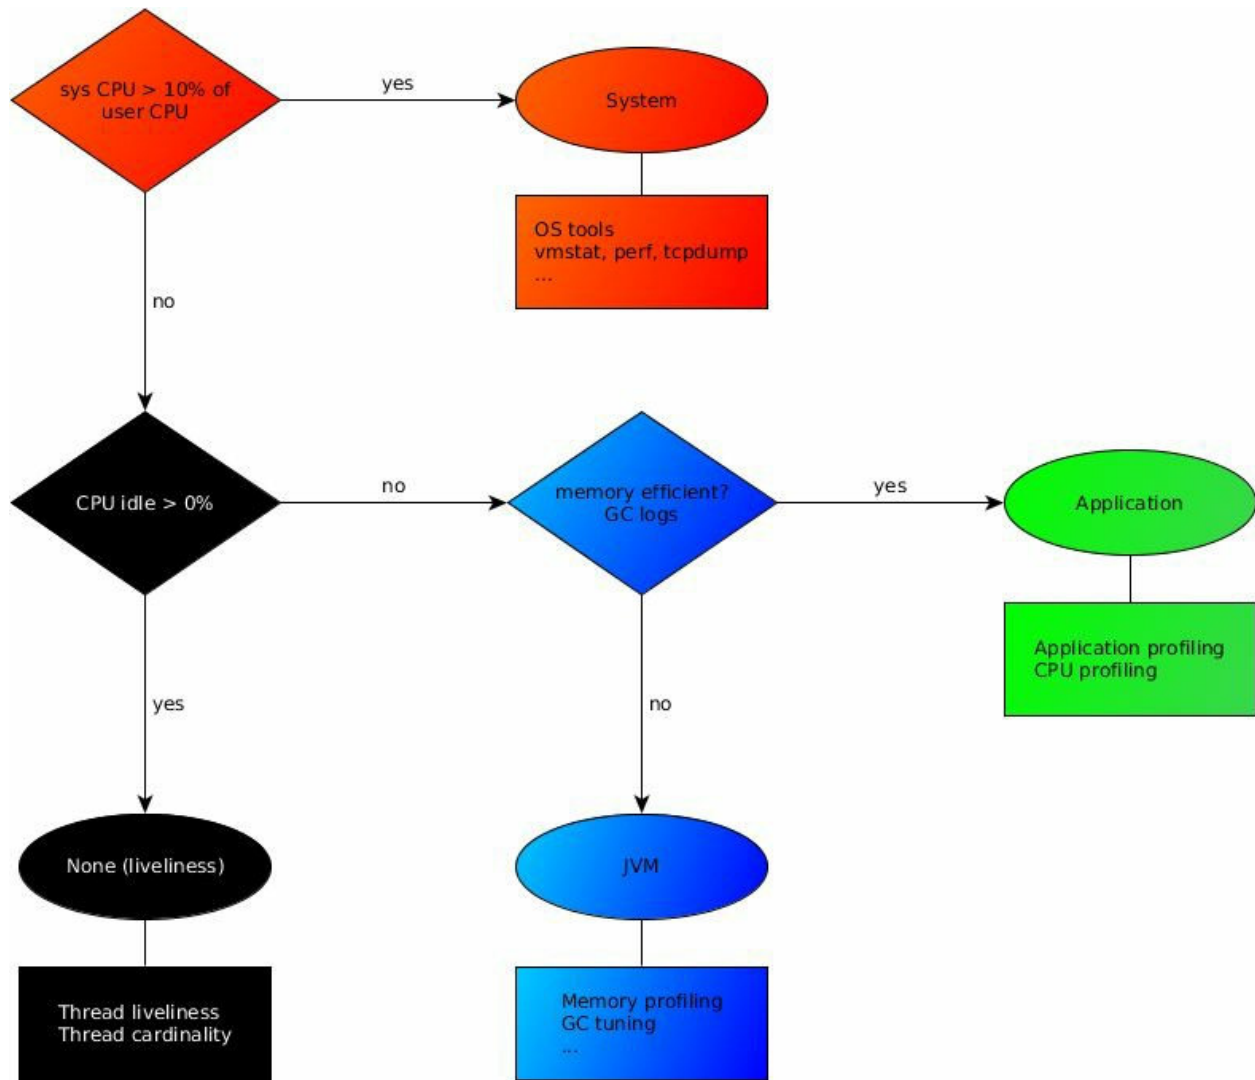 sys CPU > 10% of
user CPU
yes
System
OS tools
vmstat, perf, tcpdump
...
no
CPU idle > 0%
no
memory efficient?
GC logs
yes
Application
Application profiling
CPU profiling
yes
no
None (liveliness)
JVM
Thread liveliness
Thread cardinality
Memory profiling
GC tuning
...